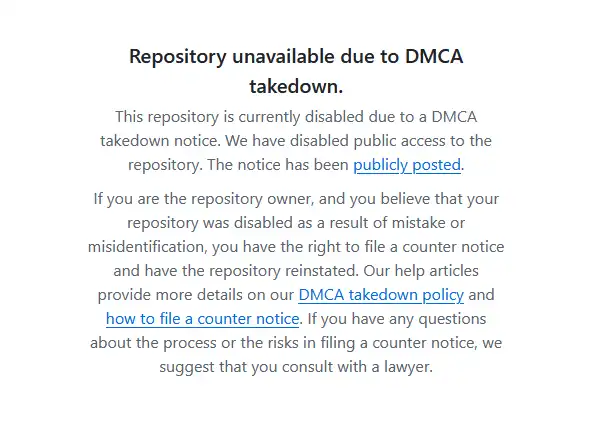 Repository unavailable due to DMCA
takedown.
This repository is currently disabled due to a DMCA
takedown notice. We have disabled public access to the
repository. The notice has been publicly posted.
If you are the repository owner, and you believe that your
repository was disabled as a result of mistake or
misidentification, you have the right to file a counter notice
and have the repository reinstated. Our help articles
provide more details on our DMCA takedown policy and
how to file a counter notice. If you have any questions
about the process or the risks in filing a counter notice, we
suggest that you consult with a lawyer.